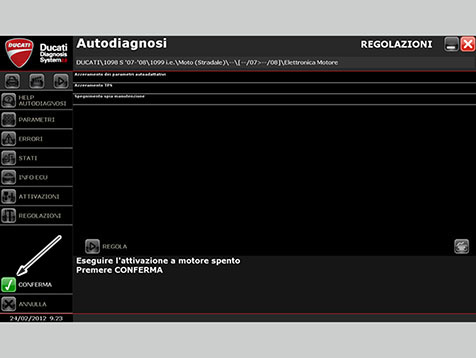 DUCATI
Ducati
Diagnosis
System
Autodiagnosi
REGOLAZIONI
DUCATI\1098 S '07-'08\1099 i.e.\Moto (Stradale)\--\[--/07>--/08]\Elettronica Motore
Azzeramento dei parametri autoadattativi
Azzeramento TPS
Spegnimento spia manutenzione
HELP
AUTODIAGNOSI
PARAMETRI
ERRORI
STATI
INFO ECU
ATTIVAZIONI
REGOLAZIONI
REGOLA
Eseguire l'attivazione a motore spento
Premere CONFERMA
CONFERMA
ANNULLA
24/02/2012 9.23